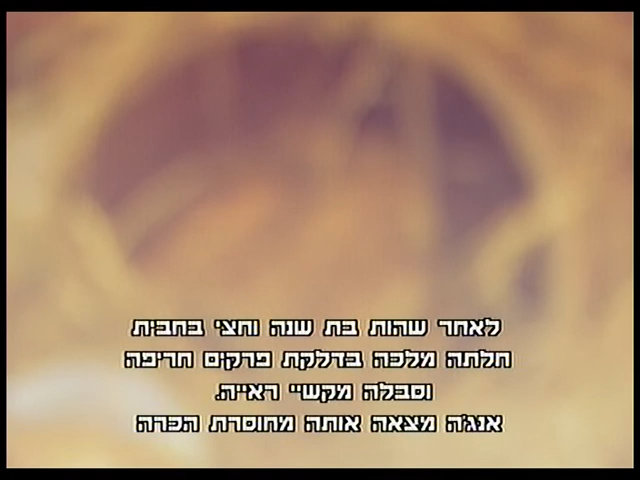 לאחר שהות בת שנה וחצי בחבית
חלתה מלכה בדלקת פרקים חריפה
וסבלה מקשיי ראייה.
אנג'ה מצאה אותה מחוסרת הכרה